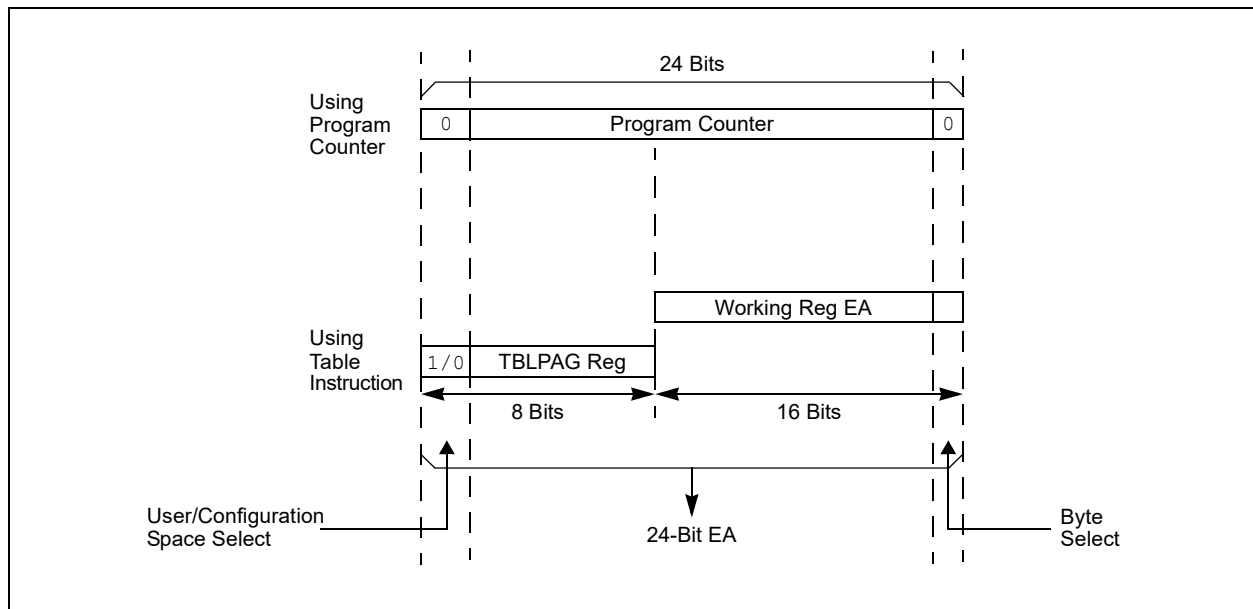 24 Bits
Using
Program
Counter
0
Program Counter
0
Working Reg EA
Using
Table
Instruction
1/0
TBLPAG Reg
8 Bits
16 Bits
User/Configuration
Space Select
24-Bit EA
Byte
Select